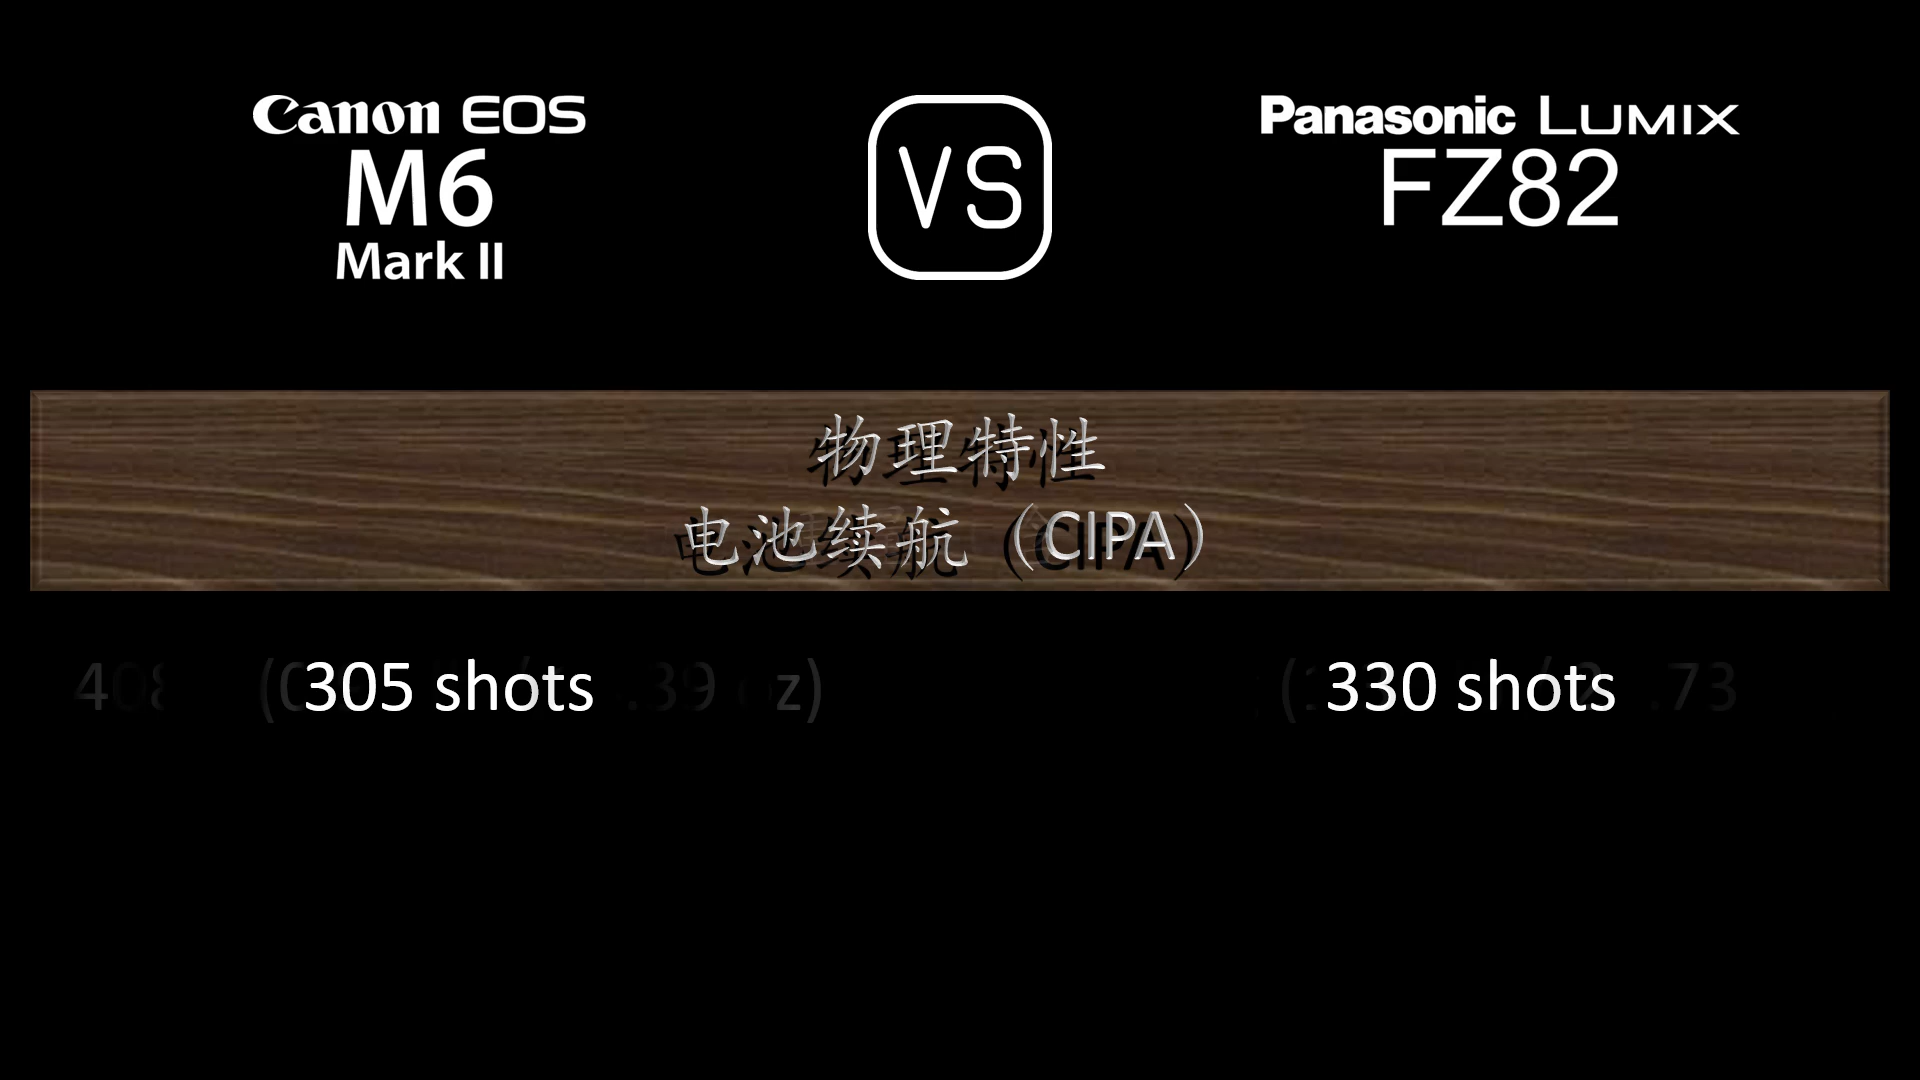 Canon EOS
M6
Mark II
VS
Panasonic LUMIX
FZ82
物理特性
电池续航（CIPA）
305 shots
330 shots